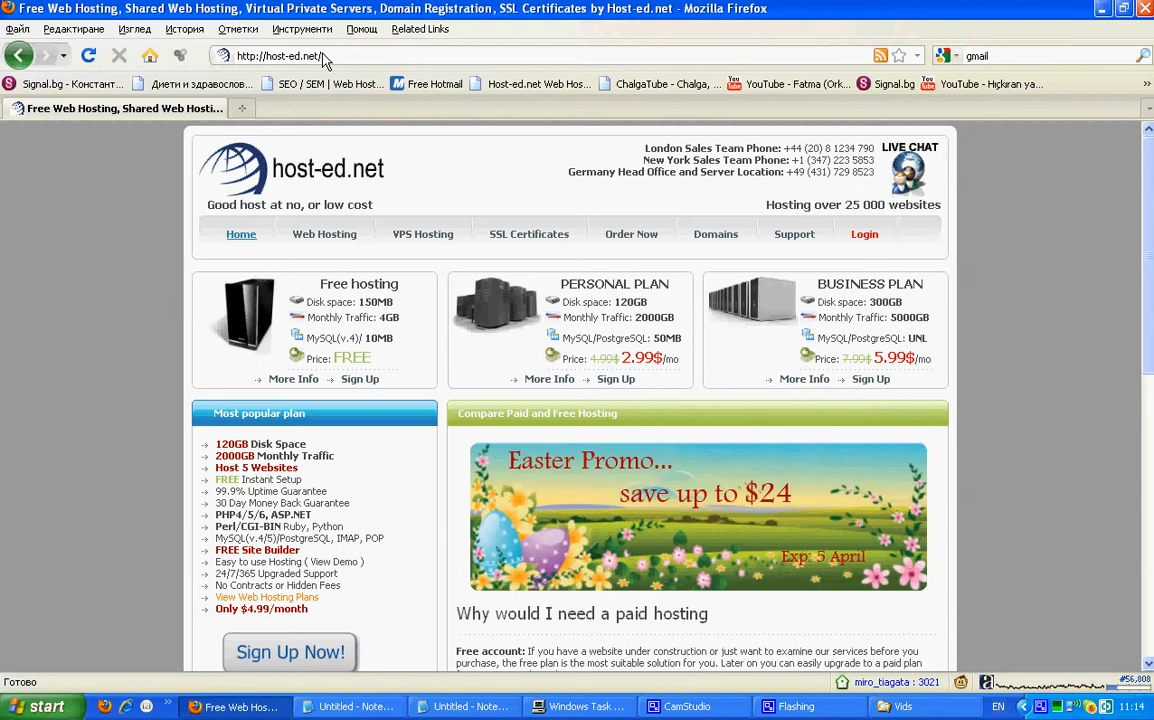 Free Web Hosting, Shared Web Hosting, Virtual Private Servers, Domain Registration, SSL Certificates by Host-ed.net - Mozilla Firefox
Файл Редактиране Изглед История Отметки Инструменти Помощ Related Links
http://host-ed.net/ gmail
Signal.bg - Констант... Диети и здравослов... SEO / SEM | Web Host... Free Hotmail Host-ed.net Web Hos... ChalgaTube - Chalga, ... YouTube - Fatma (Ork... Signal.bg YouTube - Hıçkıran ya...
Free Web Hosting, Shared Web Hosti...
host-ed.net
Good host at no, or low cost
London Sales Team Phone: +44 (20) 8 1234 790
New York Sales Team Phone: +1 (347) 223 5853
Germany Head Office and Server Location: +49 (431) 729 8523
LIVE CHAT
Hosting over 25 000 websites
Home Web Hosting VPS Hosting SSL Certificates Order Now Domains Support Login
Free hosting
Disk space: 150MB
Monthly Traffic: 4GB
MySQL(v.4)/ 10MB
Price: FREE
More Info Sign Up
PERSONAL PLAN
Disk space: 120GB
Monthly Traffic: 2000GB
MySQL/PostgreSQL: 50MB
Price: 4.99$ 2.99$/mo
More Info Sign Up
BUSINESS PLAN
Disk space: 300GB
Monthly Traffic: 5000GB
MySQL/PostgreSQL: UNL
Price: 7.99$ 5.99$/mo
More Info Sign Up
Most popular plan
120GB Disk Space
2000GB Monthly Traffic
Host 5 Websites
FREE Instant Setup
99.9% Uptime Guarantee
30 Day Money Back Guarantee
PHP4/5/6, ASP.NET
Perl/CGI-BIN Ruby, Python
MySQL(v.4/5)/PostgreSQL, IMAP, POP
FREE Site Builder
Easy to use Hosting ( View Demo )
24/7/365 Upgraded Support
No Contracts or Hidden Fees
View Web Hosting Plans
Only $4.99/month
Sign Up Now!
Compare Paid and Free Hosting
Easter Promo...
save up to $24
Exp: 5 April
Why would I need a paid hosting
Free account: If you have a website under construction or just want to examine our services before you
purchase, the free plan is the most suitable solution for you. Later on you can easily upgrade to a paid plan
Готово miro_tiagata : 3021 #56,808
start Free Web Hos... Untitled - Note... Untitled - Note... Windows Task ... CamStudio Flashing Vids EN 11:14